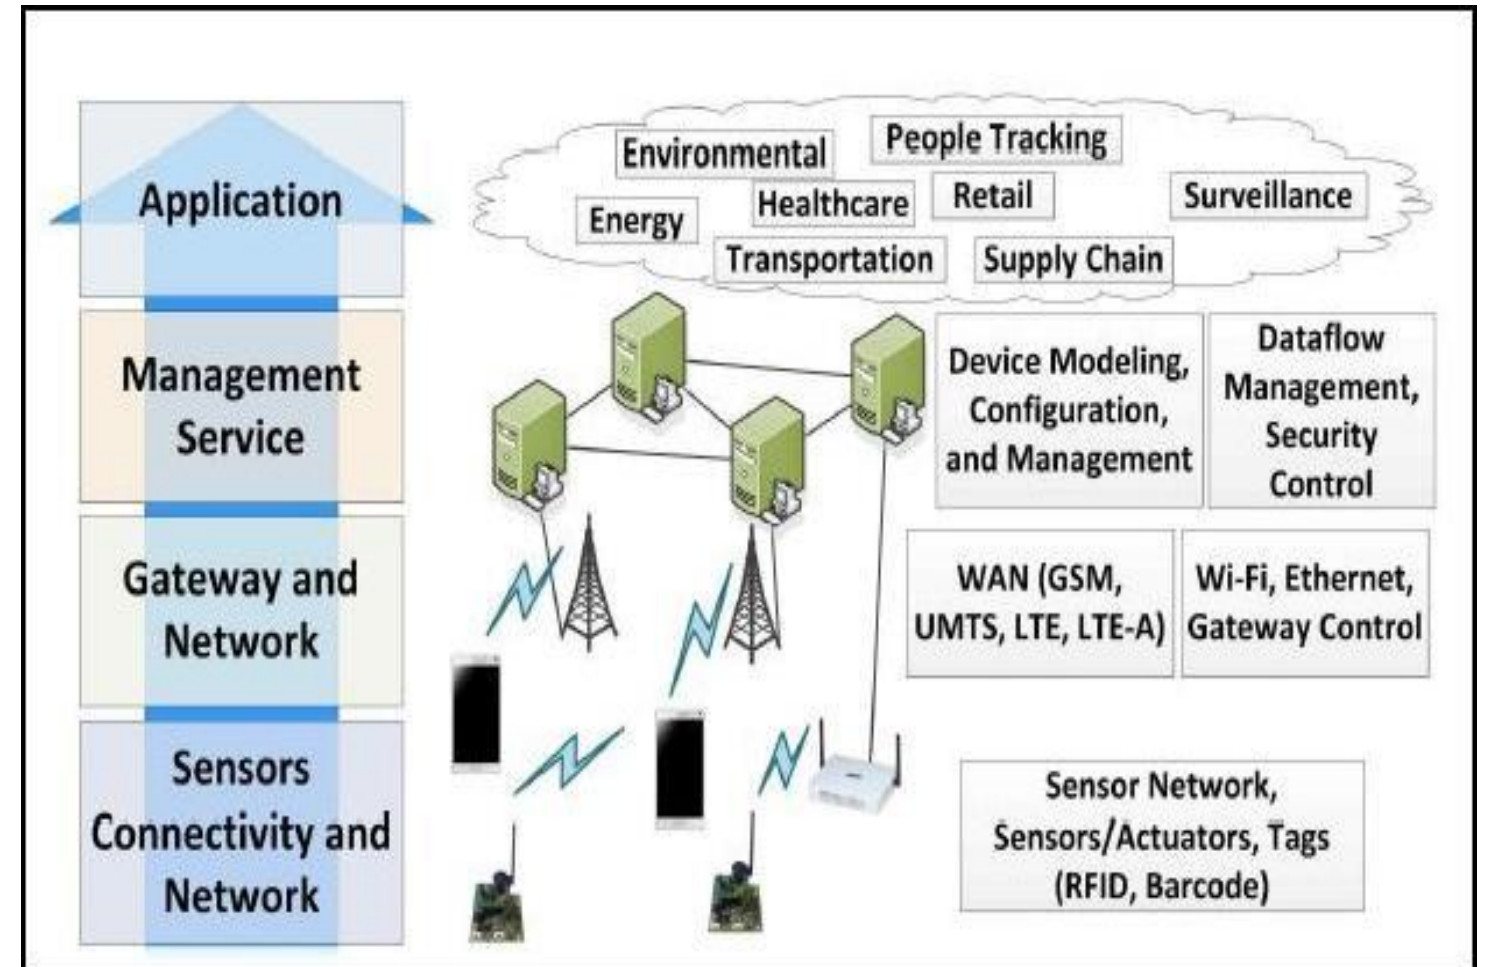 Application
Environmental
People Tracking
Energy
Healthcare
Retail
Surveillance
Transportation
Supply Chain
Management
Service
Device Modeling,
Configuration,
and Management
Dataflow
Management,
Security
Control
Gateway and
Network
WAN (GSM,
UMTS, LTE, LTE-A)
Wi-Fi, Ethernet,
Gateway Control
Sensors
Connectivity and
Network
Sensor Network,
Sensors/Actuators, Tags
(RFID, Barcode)